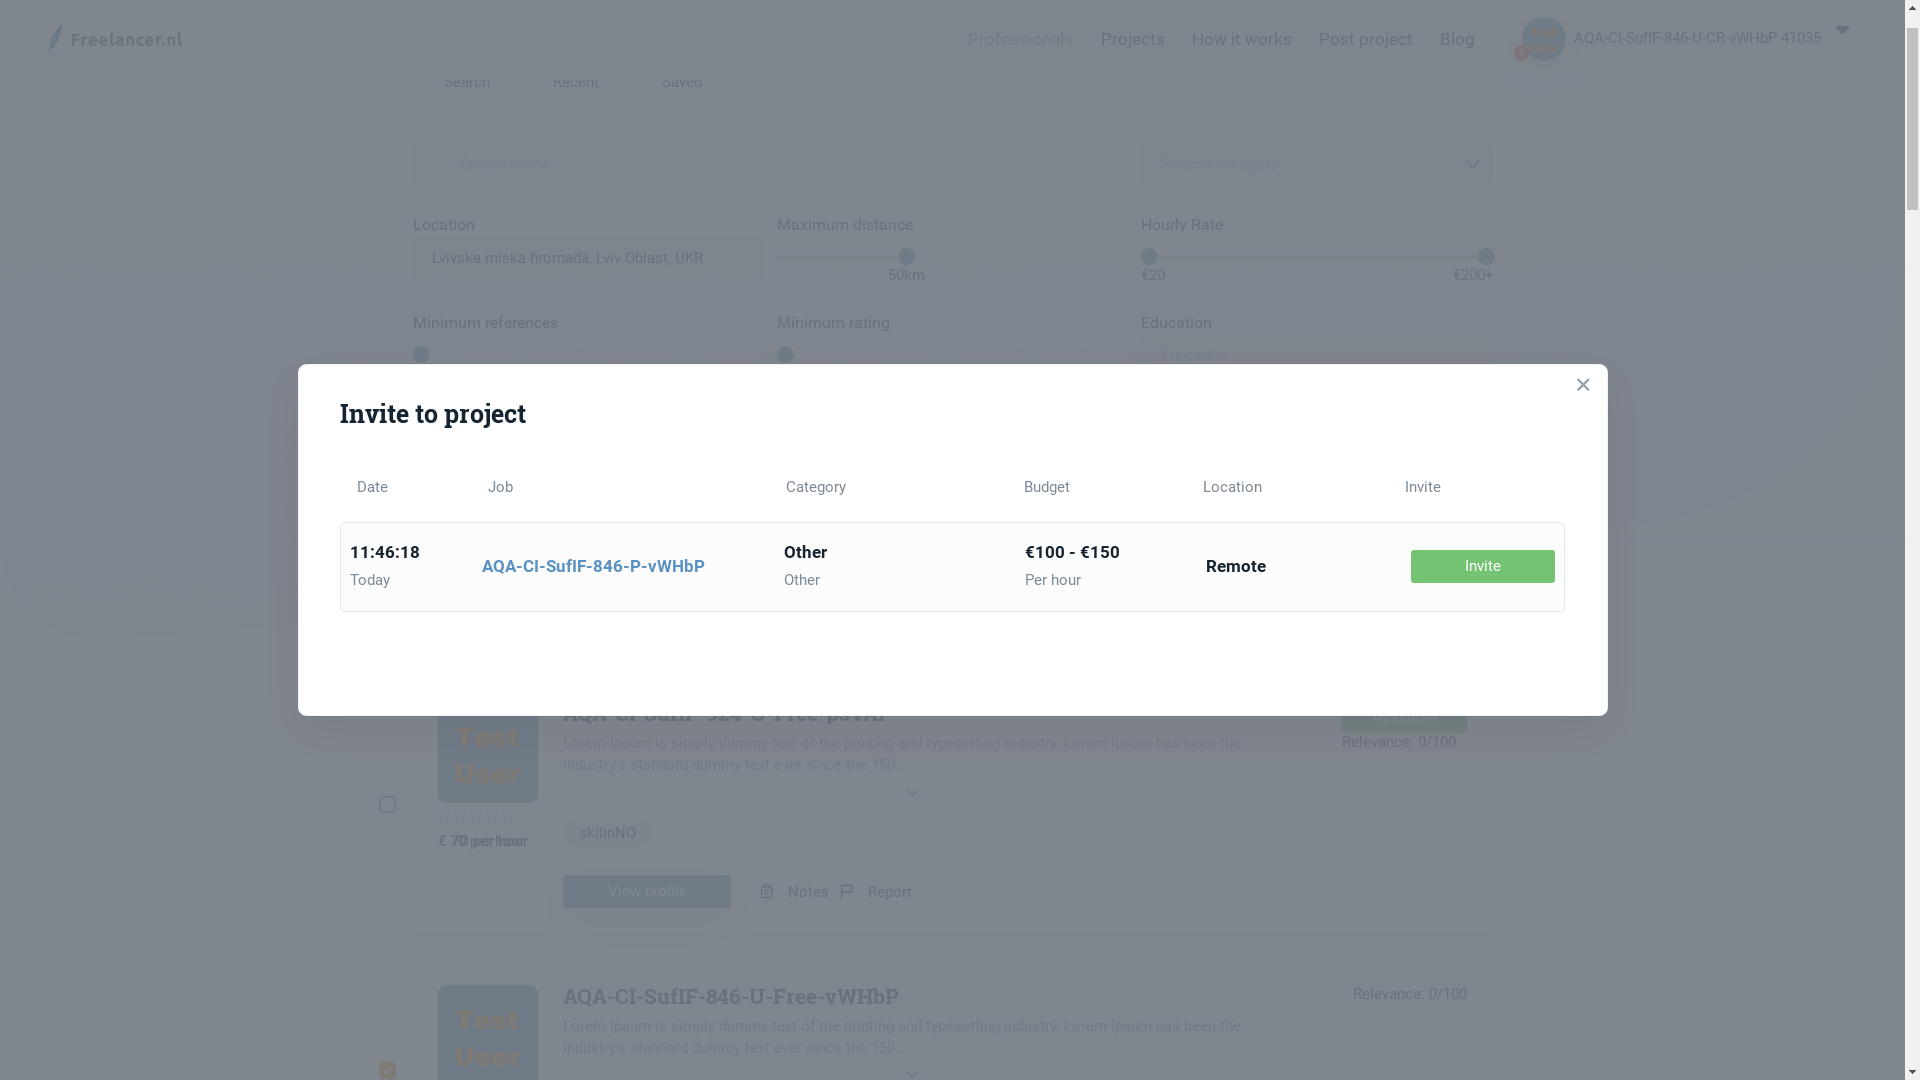 Freelancer.nl
Professionals
Projects
How it works
Post project
Blog
1
AQA-CI-SufIF-846-U-CR-vWHbP 41035
Search
Recent
Saved
Search terms
Select a category
Location
Maximum distance
Hourly Rate
Lvivska miska hromada, Lviv Oblast, UKR
50km
€20
€200+
Minimum references
Minimum rating
Education
Education
Invite to project
Date
Job
Category
Budget
Location
Invite
11:46:18
Today
AQA-CI-SufIF-846-P-vWHbP
Other
Other
€100 - €150
Per hour
Remote
Invite
Available
Relevance: 0/100
Test
User
Lorem Ipsum is simply dummy text of the printing and typesetting industry. Lorem Ipsum has been the
industry's standard dummy text ever since the 150...
€ 70 per hour
skillnNO
View profile
Notes
Report
AQA-CI-SufIF-846-U-Free-vWHbP
Relevance: 0/100
Test
User
Lorem Ipsum is simply dummy text of the printing and typesetting industry. Lorem Ipsum has been the
industry's standard dummy text ever since the 150...